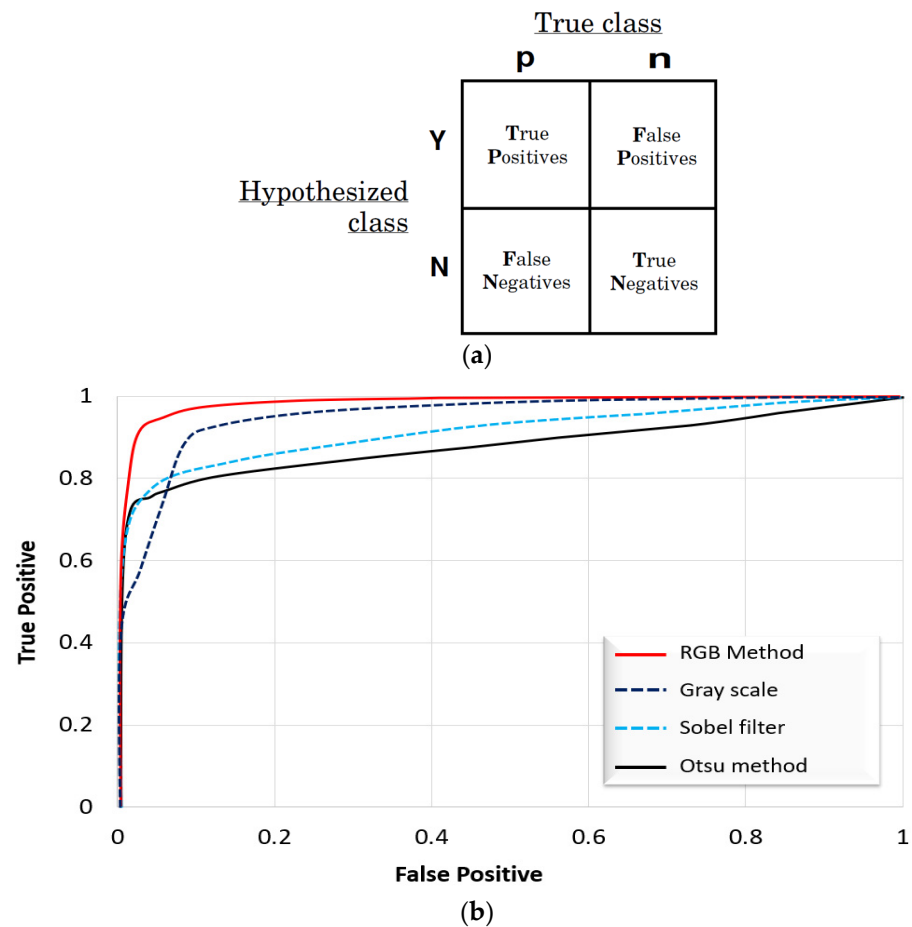 True class
p n
Y
True
Positives
False
Positives
Hypothesized
class
N
False
Negatives
True
Negatives
(a)
1
0.8
0.6
0.4
0.2
0
True Positive
RGB Method
Gray scale
Sobel filter
Otsu method
0 0.2 0.4 0.6 0.8 1
False Positive
(b)